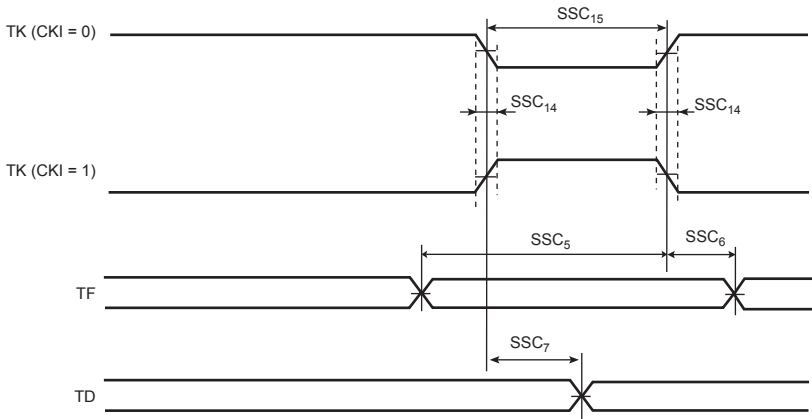 SSC₁₅
TK (CKI = 0)
SSC₁₄ SSC₁₄
TK (CKI = 1)
SSC₅ SSC₆
TF
SSC₇
TD